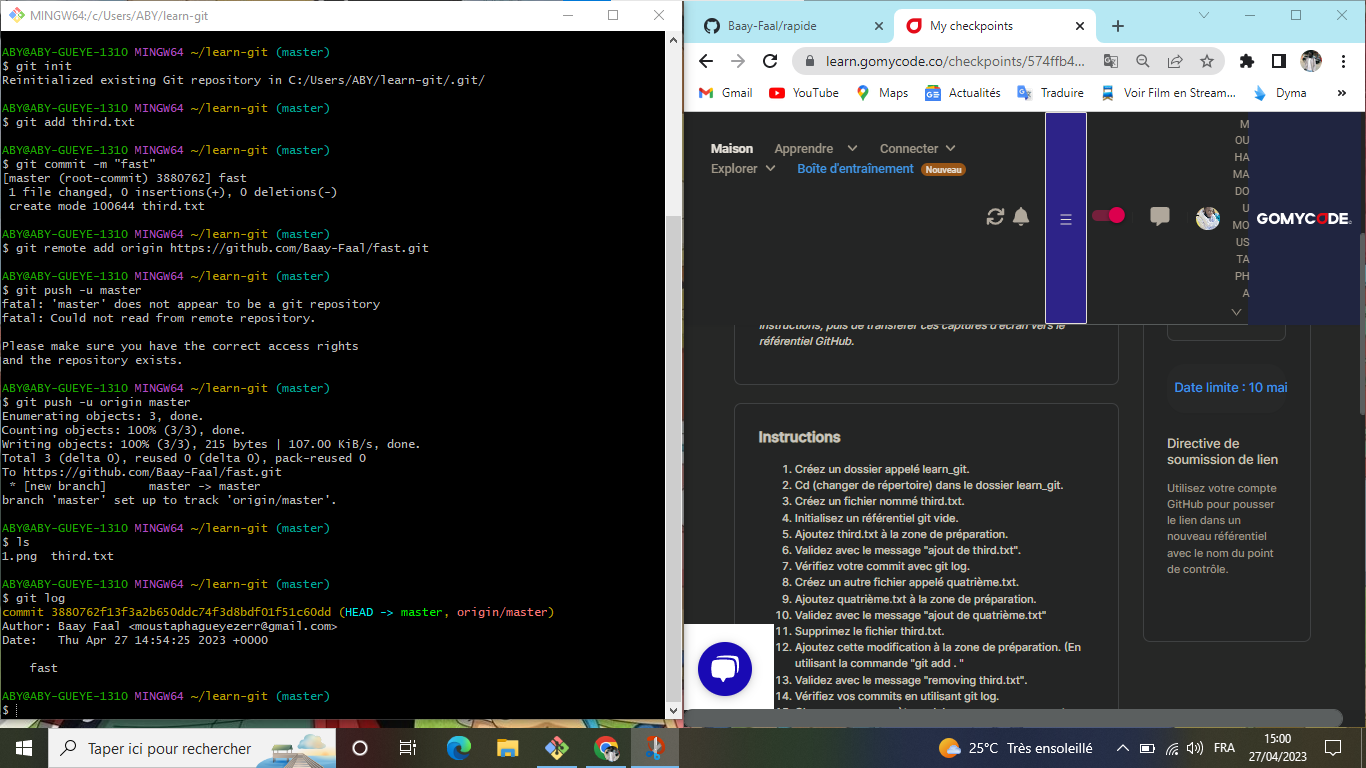 MINGW64:/c/Users/ABY/learn-git
ABY@ABY-GUEYE-1310 MINGW64 ~/learn-git (master)
$ git init
Reinitialized existing Git repository in C:/Users/ABY/learn-git/.git/
ABY@ABY-GUEYE-1310 MINGW64 ~/learn-git (master)
$ git add third.txt
ABY@ABY-GUEYE-1310 MINGW64 ~/learn-git (master)
$ git commit -m "fast"
[master (root-commit) 3880762] fast
1 file changed, 0 insertions(+), 0 deletions(-)
create mode 100644 third.txt
ABY@ABY-GUEYE-1310 MINGW64 ~/learn-git (master)
$ git remote add origin https://github.com/Baay-Faal/fast.git
ABY@ABY-GUEYE-1310 MINGW64 ~/learn-git (master)
$ git push -u master
fatal: 'master' does not appear to be a git repository
fatal: Could not read from remote repository.
Please make sure you have the correct access rights
and the repository exists.
ABY@ABY-GUEYE-1310 MINGW64 ~/learn-git (master)
$ git push -u origin master
Enumerating objects: 3, done.
Counting objects: 100% (3/3), done.
Writing objects: 100% (3/3), 215 bytes | 107.00 KiB/s, done.
Total 3 (delta 0), reused 0 (delta 0), pack-reused 0
To https://github.com/Baay-Faal/fast.git
* [new branch]      master -> master
branch 'master' set up to track 'origin/master'.
ABY@ABY-GUEYE-1310 MINGW64 ~/learn-git (master)
$ ls
1.png  third.txt
ABY@ABY-GUEYE-1310 MINGW64 ~/learn-git (master)
$ git log
commit 3880762f13f3a2b650ddc74f3d8bdf01f51c60dd (HEAD -> master, origin/master)
Author: Baay Faal <moustaphagueyezerr@gmail.com>
Date:   Thu Apr 27 14:54:25 2023 +0000
fast
ABY@ABY-GUEYE-1310 MINGW64 ~/learn-git (master)
$
Baay-Faal/rapide
My checkpoints
learn.gomycode.co/checkpoints/574ffb4...
Gmail
YouTube
Maps
Actualités
Traduire
Voir Film en Stream...
Dyma
»
Maison
Apprendre
Connecter
Explorer
Boîte d'entraînement
Nouveau
M
OU
HA
MA
DO
U
MO
US
TA
PH
A
GOMYCODE
instructions, puis de transférer ces captures d'écran vers le
référentiel GitHub.
Instructions
1. Créez un dossier appelé learn_git.
2. Cd (changer de répertoire) dans le dossier learn_git.
3. Créez un fichier nommé third.txt.
4. Initialisez un référentiel git vide.
5. Ajoutez third.txt à la zone de préparation.
6. Validez avec le message "ajout de third.txt".
7. Vérifiez votre commit avec git log.
8. Créez un autre fichier appelé quatrième.txt.
9. Ajoutez quatrième.txt à la zone de préparation.
10. Validez avec le message "ajout de quatrième.txt"
11. Supprimez le fichier third.txt.
12. Ajoutez cette modification à la zone de préparation. (En
utilisant la commande "git add . "
13. Validez avec le message "removing third.txt".
14. Vérifiez vos commits en utilisant git log.
Date limite : 10 mai
Directive de
soumission de lien
Utilisez votre compte
GitHub pour pousser
le lien dans un
nouveau référentiel
avec le nom du point
de contrôle.
Taper ici pour rechercher
25°C Très ensoleillé
FRA
15:00
27/04/2023